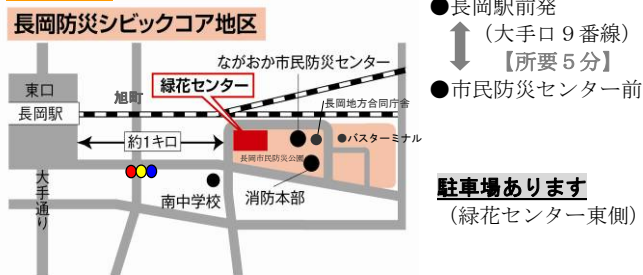 長岡防災シビックコア地区
ながおか市民防災センター
東口
長岡駅
旭町
緑花センター
長岡地方合同庁舎
●バスターミナル
約1キロ
長岡市民防災公園
大手通り
南中学校
消防本部
●長岡駅前発
(大手口9番線)
【所要5分】
●市民防災センター前
駐車場あります
(緑花センター東側)